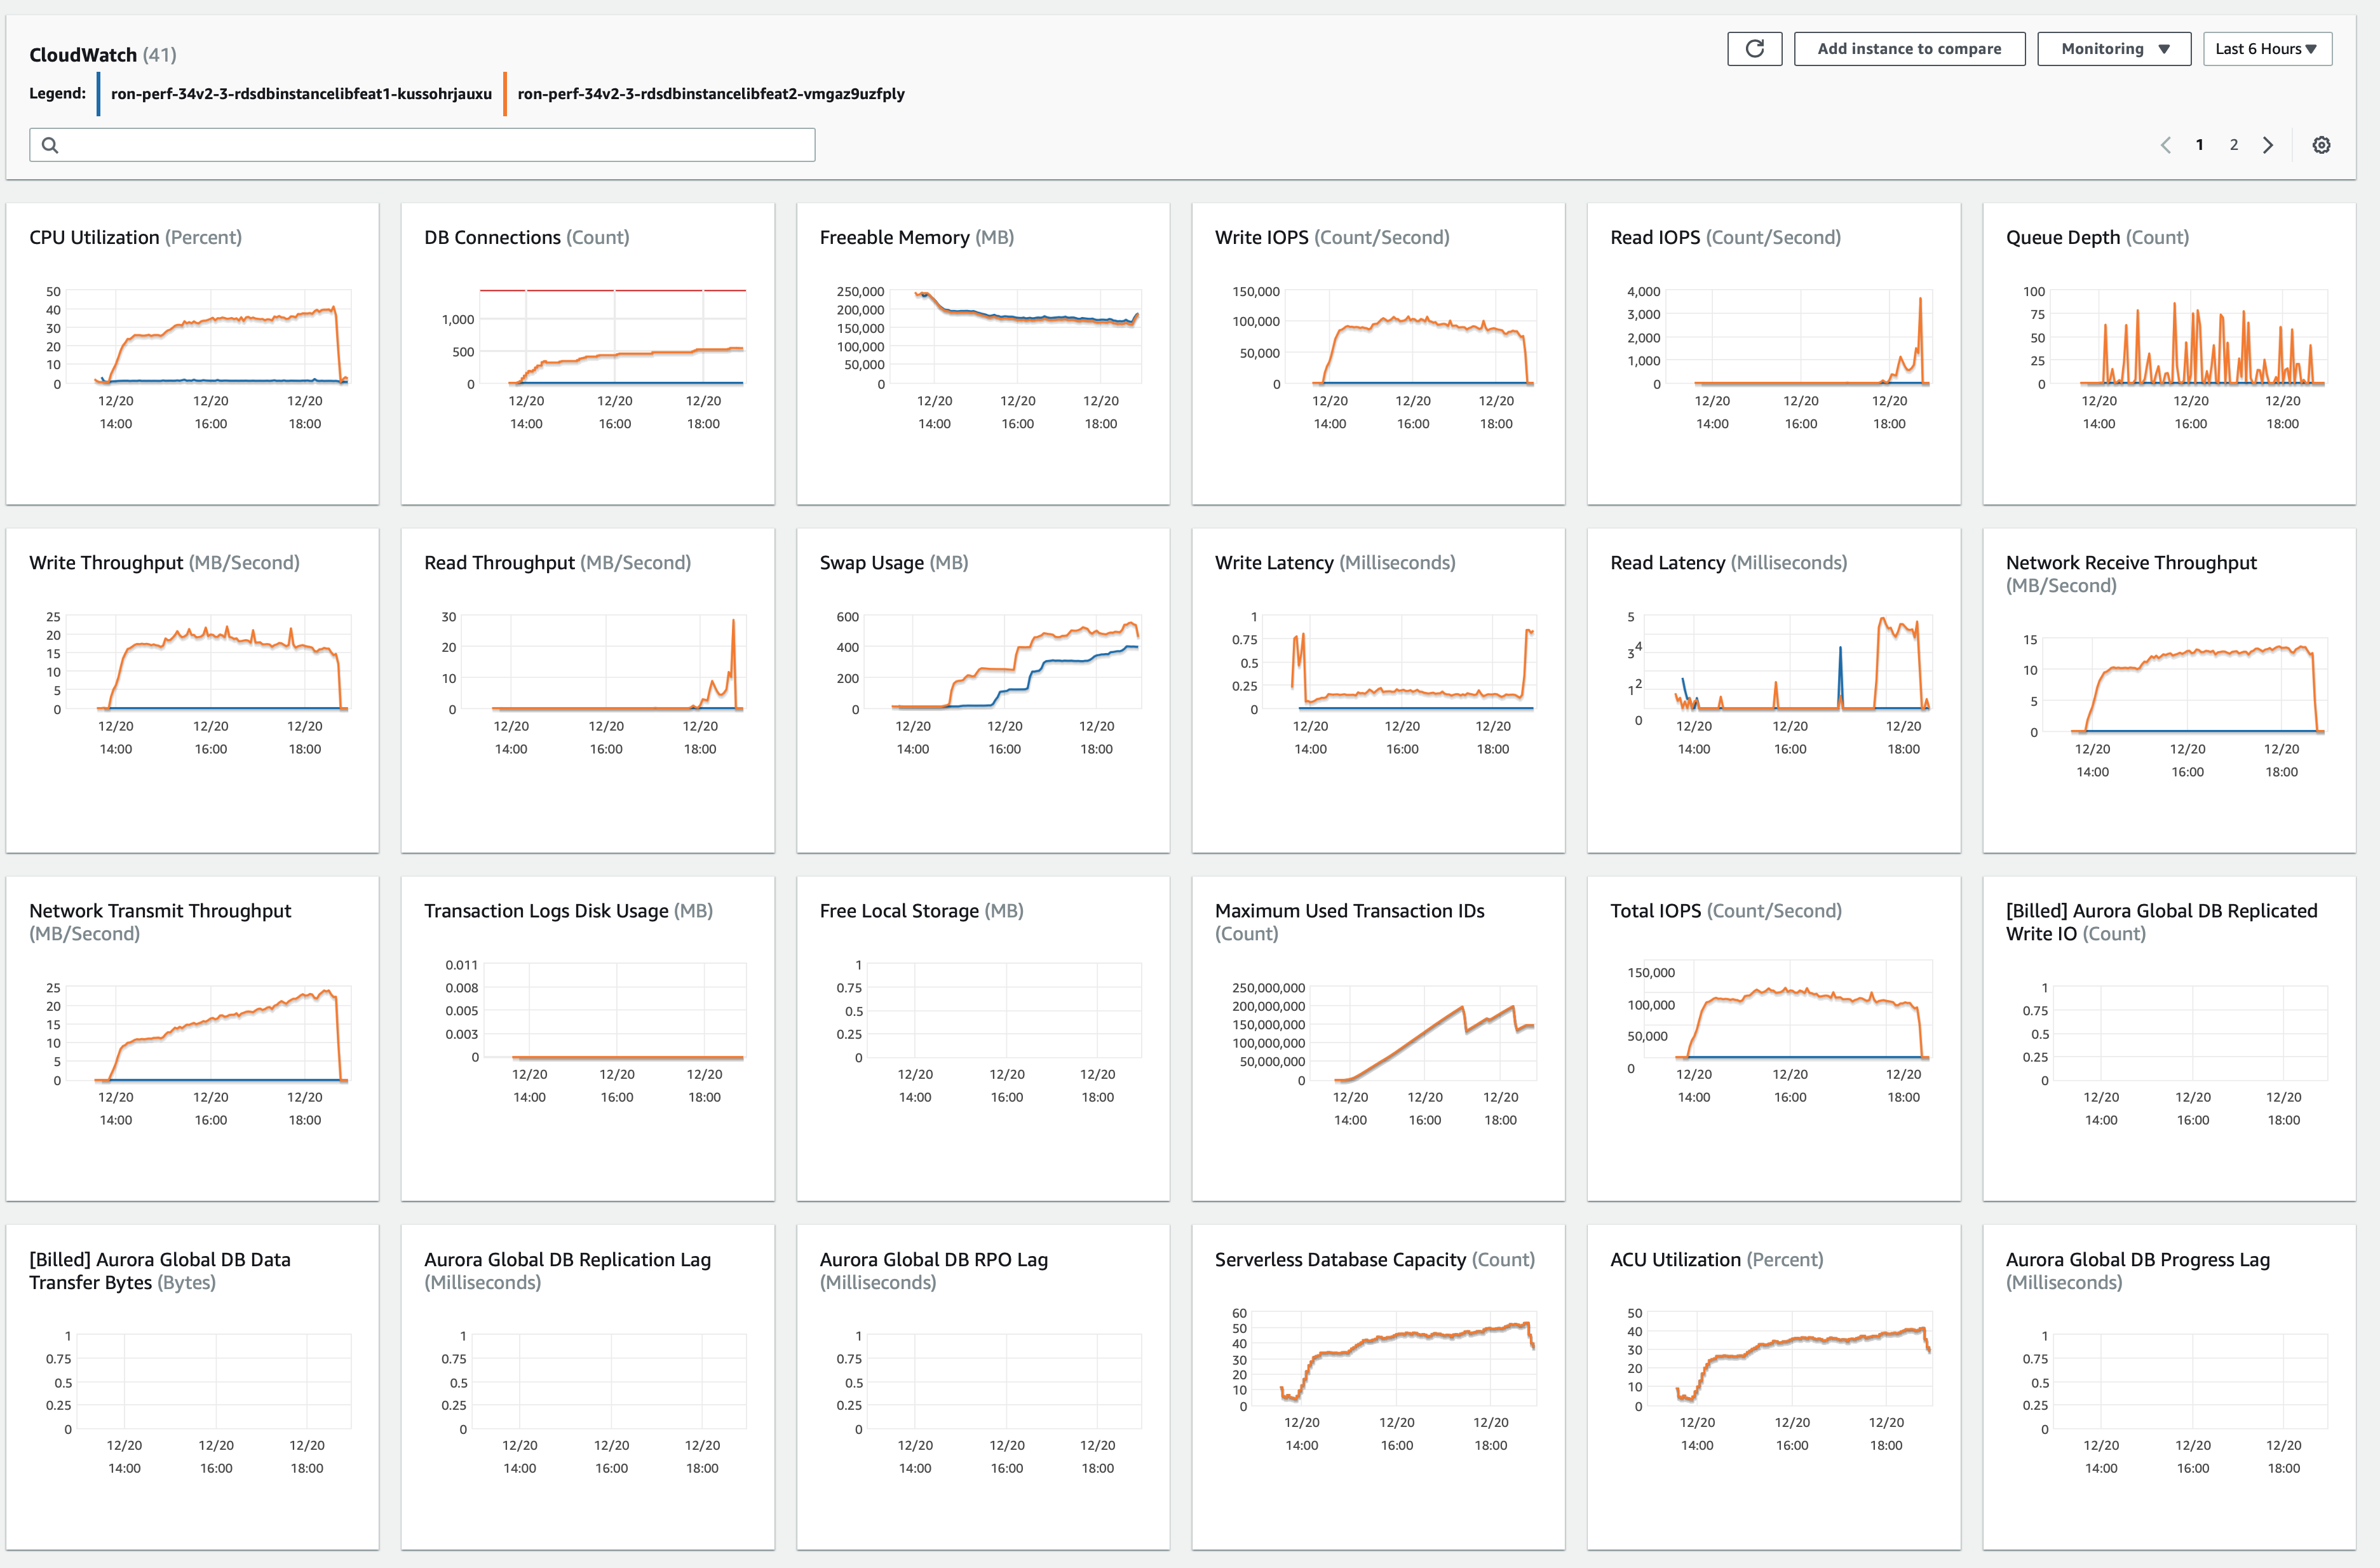 CloudWatch (41)
Add instance to compare
Monitoring
Last 6 Hours
Legend:
ron-perf-34v2-3-rdsdbinstancelibfeat1-kussohrjauxu
ron-perf-34v2-3-rdsdbinstancelibfeat2-vmgaz9uzfply
1
2
CPU Utilization (Percent)
50
40
30
20
10
0
12/20 12/20 12/20
14:00 16:00 18:00
DB Connections (Count)
1,000
500
0
12/20 12/20 12/20
14:00 16:00 18:00
Freeable Memory (MB)
250,000
200,000
150,000
100,000
50,000
0
12/20 12/20 12/20
14:00 16:00 18:00
Write IOPS (Count/Second)
150,000
100,000
50,000
0
12/20 12/20 12/20
14:00 16:00 18:00
Read IOPS (Count/Second)
4,000
3,000
2,000
1,000
0
12/20 12/20 12/20
14:00 16:00 18:00
Queue Depth (Count)
100
75
50
25
0
12/20 12/20 12/20
14:00 16:00 18:00
Write Throughput (MB/Second)
25
20
15
10
5
0
12/20 12/20 12/20
14:00 16:00 18:00
Read Throughput (MB/Second)
30
20
10
0
12/20 12/20 12/20
14:00 16:00 18:00
Swap Usage (MB)
600
400
200
0
12/20 12/20 12/20
14:00 16:00 18:00
Write Latency (Milliseconds)
1
0.75
0.5
0.25
0
12/20 12/20 12/20
14:00 16:00 18:00
Read Latency (Milliseconds)
5
4
3
2
1
0
12/20 12/20 12/20
14:00 16:00 18:00
Network Receive Throughput
(MB/Second)
15
10
5
0
12/20 12/20 12/20
14:00 16:00 18:00
Network Transmit Throughput
(MB/Second)
25
20
15
10
5
0
12/20 12/20 12/20
14:00 16:00 18:00
Transaction Logs Disk Usage (MB)
0.011
0.008
0.005
0.003
0
12/20 12/20 12/20
14:00 16:00 18:00
Free Local Storage (MB)
1
0.75
0.5
0.25
0
12/20 12/20 12/20
14:00 16:00 18:00
Maximum Used Transaction IDs
(Count)
250,000,000
200,000,000
150,000,000
100,000,000
50,000,000
0
12/20 12/20 12/20
14:00 16:00 18:00
Total IOPS (Count/Second)
150,000
100,000
50,000
0
12/20 12/20 12/20
14:00 16:00 18:00
[Billed] Aurora Global DB Replicated
Write IO (Count)
1
0.75
0.5
0.25
0
12/20 12/20 12/20
14:00 16:00 18:00
[Billed] Aurora Global DB Data
Transfer Bytes (Bytes)
1
0.75
0.5
0.25
0
12/20 12/20 12/20
14:00 16:00 18:00
Aurora Global DB Replication Lag
(Milliseconds)
1
0.75
0.5
0.25
0
12/20 12/20 12/20
14:00 16:00 18:00
Aurora Global DB RPO Lag
(Milliseconds)
1
0.75
0.5
0.25
0
12/20 12/20 12/20
14:00 16:00 18:00
Serverless Database Capacity (Count)
60
50
40
30
20
10
0
12/20 12/20 12/20
14:00 16:00 18:00
ACU Utilization (Percent)
50
40
30
20
10
0
12/20 12/20 12/20
14:00 16:00 18:00
Aurora Global DB Progress Lag
(Milliseconds)
1
0.75
0.5
0.25
0
12/20 12/20 12/20
14:00 16:00 18:00